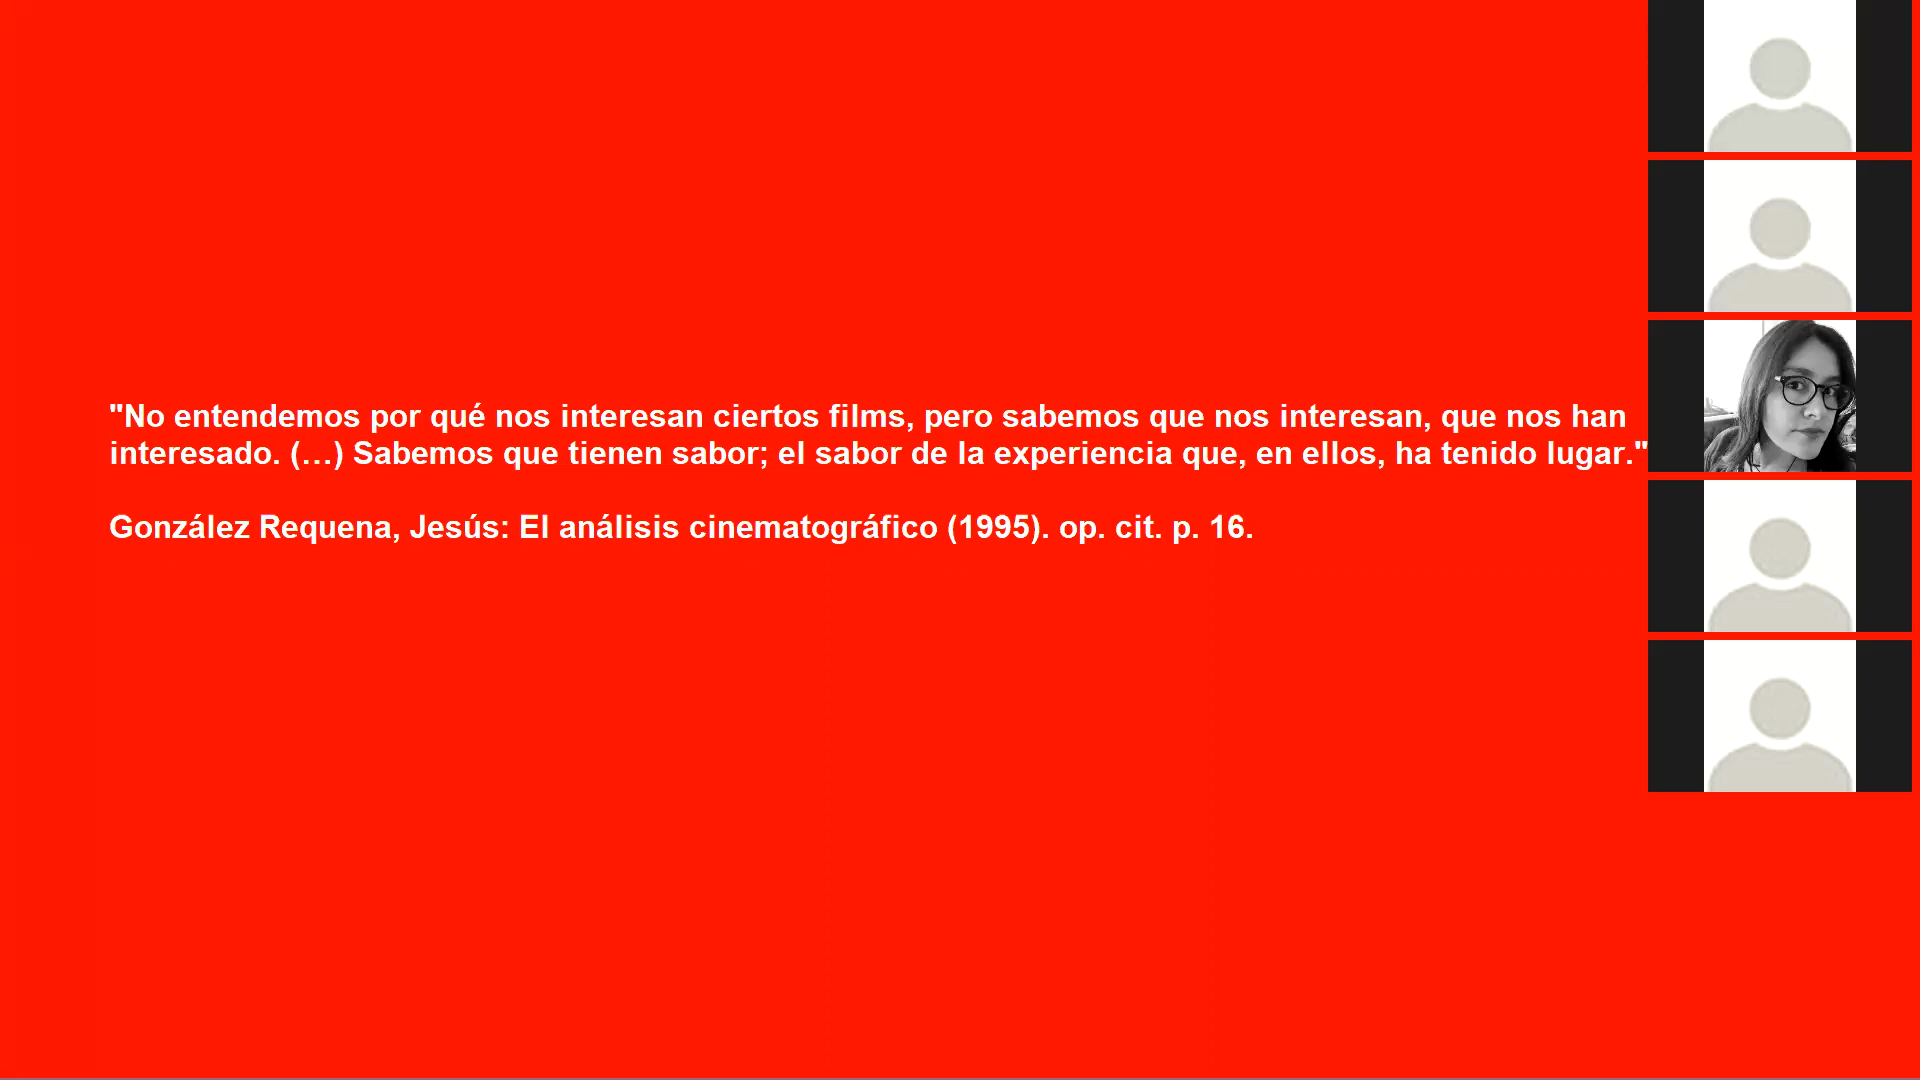 "No entendemos por qué nos interesan ciertos films, pero sabemos que nos interesan, que nos han
interesado. (…) Sabemos que tienen sabor; el sabor de la experiencia que, en ellos, ha tenido lugar."
González Requena, Jesús: El análisis cinematográfico (1995). op. cit. p. 16.